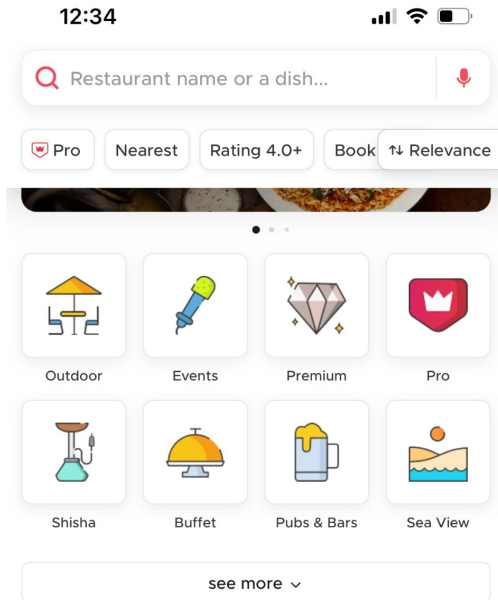 12:34
Restaurant name or a dish...
Pro Nearest Rating 4.0+ Book Relevance
Outdoor Events Premium Pro
Shisha Buffet Pubs & Bars Sea View
see more